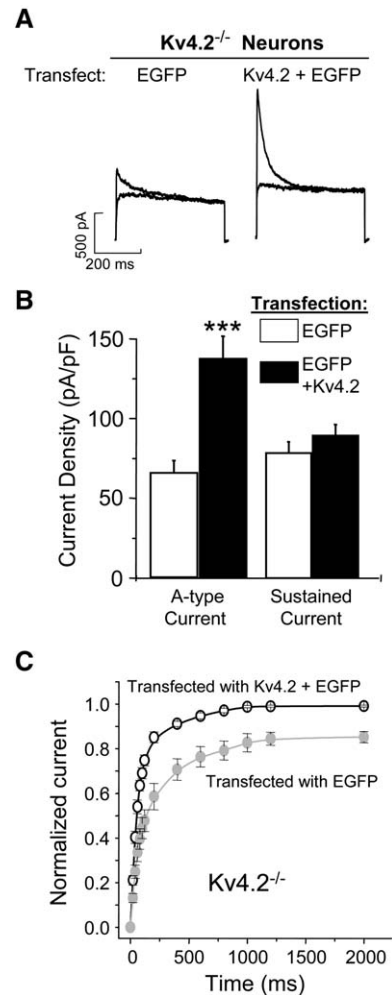 A
Kv4.2-/- Neurons
Transfect: EGFP Kv4.2 + EGFP
500 pA
200 ms
B
Transfection:
EGFP
EGFP
+Kv4.2
***
Current Density (pA/pF)
150
100
50
0
A-type
Current
Sustained
Current
C
Transfected with Kv4.2 + EGFP
Transfected with EGFP
Kv4.2-/-
Normalized current
1.0
0.8
0.6
0.4
0.2
0.0
0 500 1000 1500 2000
Time (ms)